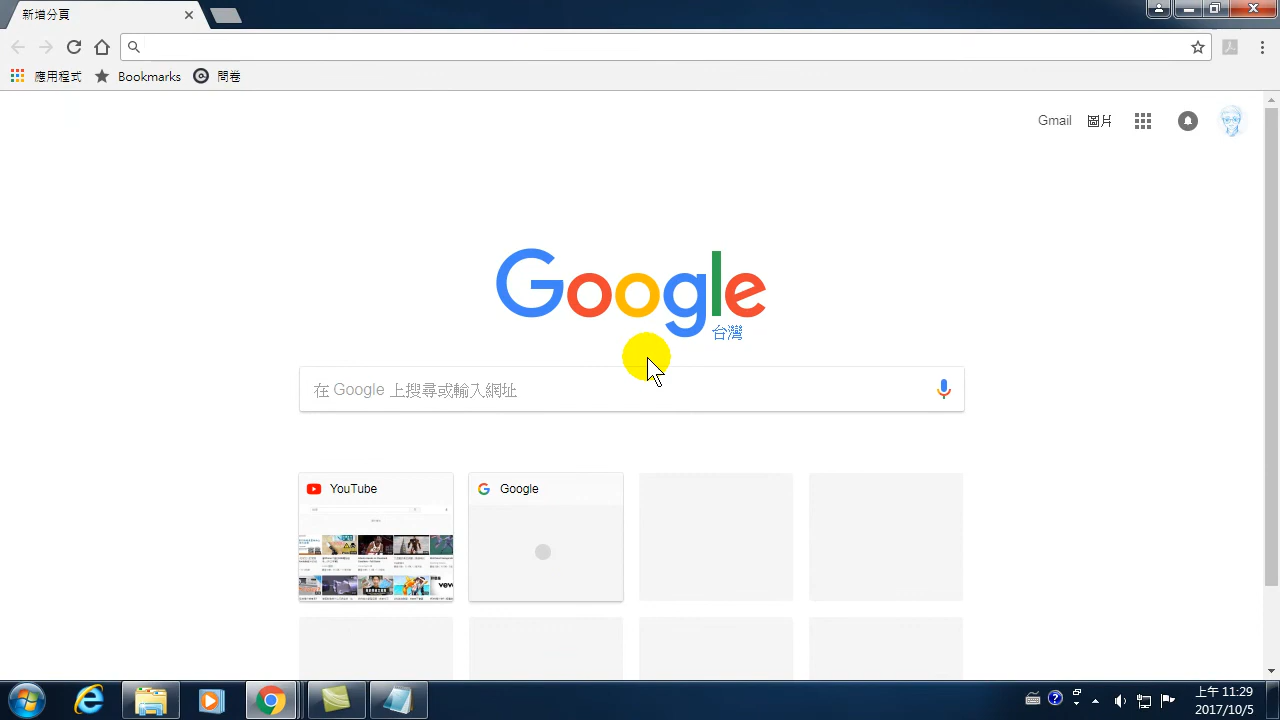 新增分頁
應用程式
Bookmarks
問卷
Gmail
圖片
Google
台灣
在 Google 上搜尋或輸入網址
YouTube
Google
上午 11:29
2017/10/5